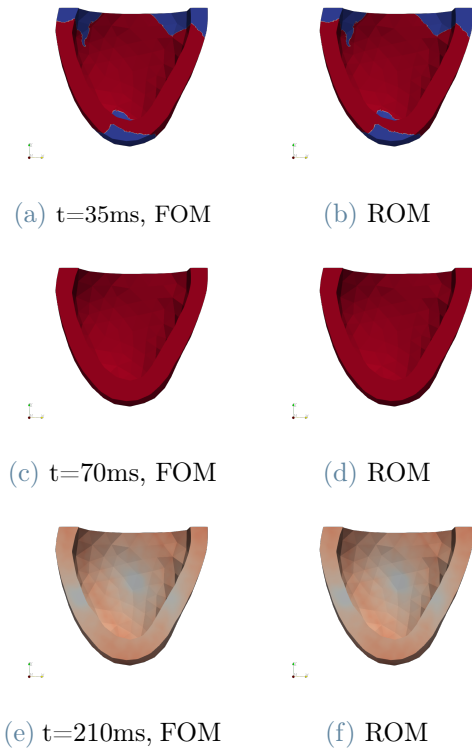 (a) t=35ms, FOM
(b) ROM
(c) t=70ms, FOM
(d) ROM
(e) t=210ms, FOM
(f) ROM